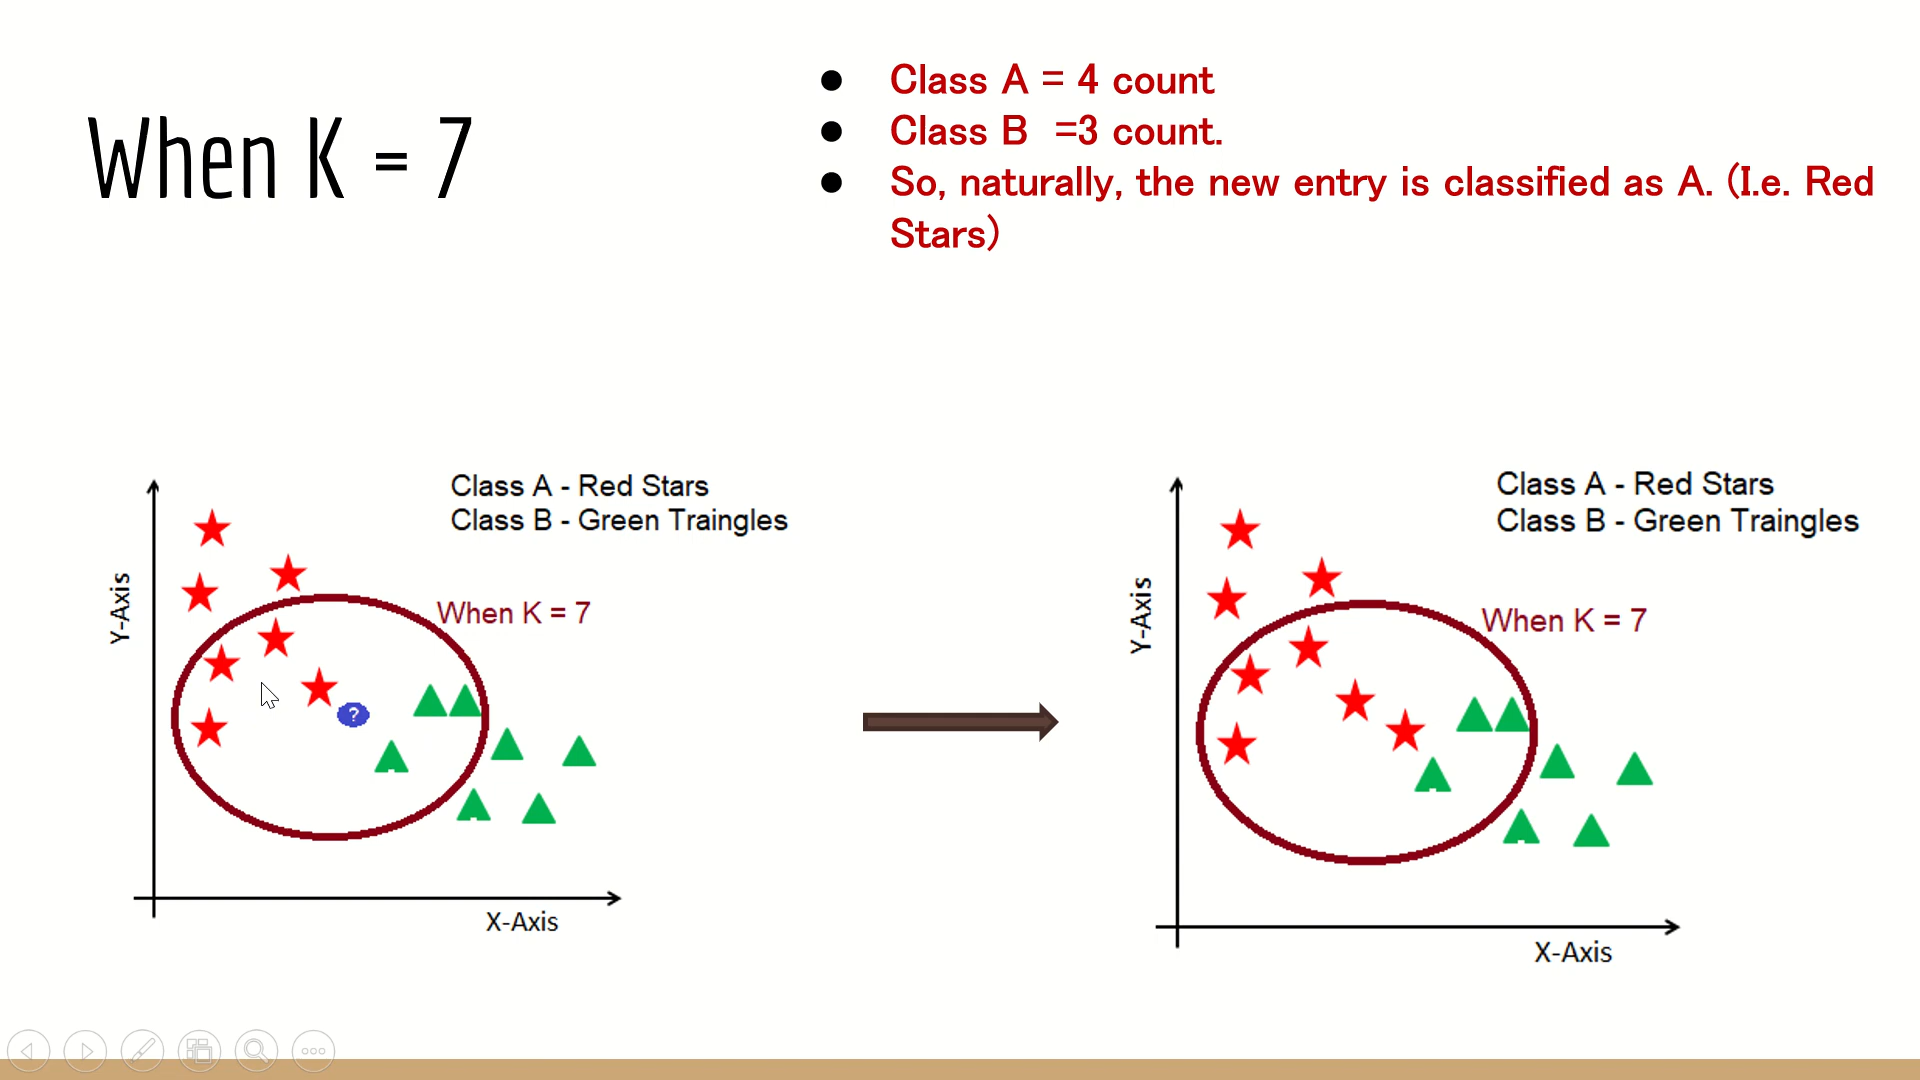 When K = 7
● Class A = 4 count
● Class B =3 count.
● So, naturally, the new entry is classified as A. (I.e. Red
Stars)
Class A - Red Stars
Class B - Green Traingles
When K = 7
Y-Axis
?
X-Axis
Class A - Red Stars
Class B - Green Traingles
When K = 7
Y-Axis
X-Axis